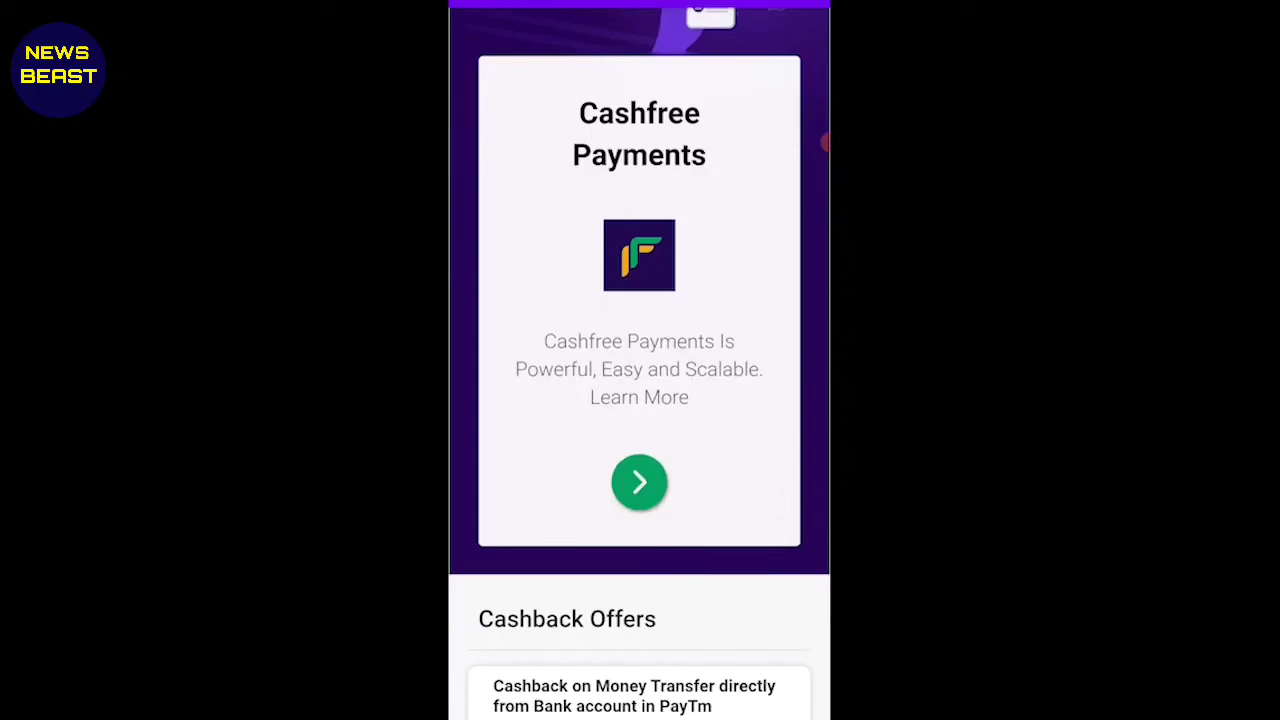 NEWS
BEAST
Cashfree
Payments
Cashfree Payments Is
Powerful, Easy and Scalable.
Learn More
Cashback Offers
Cashback on Money Transfer directly
from Bank account in PayTm